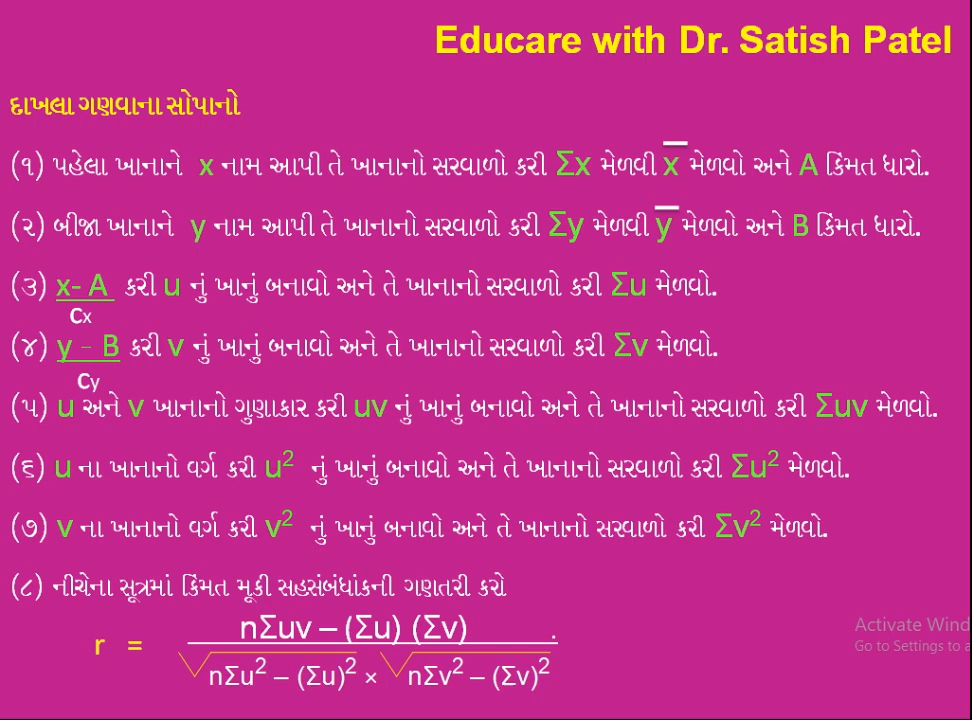 Educare with Dr. Satish Patel
દાખલા ગણવાના સોપાનો
(૧) પહેલા ખાનાને x નામ આપી તે ખાનાનો સરવાળો કરી Σx મેળવી x̅ મેળવો અને A કિંમત ધારો.
(૨) બીજા ખાનાને y નામ આપી તે ખાનાનો સરવાળો કરી Σy મેળવી y̅ મેળવો અને B કિંમત ધારો.
(૩) x- A કરી u નું ખાનું બનાવો અને તે ખાનાનો સરવાળો કરી Σu મેળવો.
Cx
(૪) y - B કરી v નું ખાનું બનાવો અને તે ખાનાનો સરવાળો કરી Σv મેળવો.
Cy
(૫) u અને v ખાનાનો ગુણાકાર કરી uv નું ખાનું બનાવો અને તે ખાનાનો સરવાળો કરી Σuv મેળવો.
(૬) u ના ખાનાનો વર્ગ કરી u² નું ખાનું બનાવો અને તે ખાનાનો સરવાળો કરી Σu² મેળવો.
(૭) v ના ખાનાનો વર્ગ કરી v² નું ખાનું બનાવો અને તે ખાનાનો સરવાળો કરી Σv² મેળવો.
(૮) નીચેના સૂત્રમાં કિંમત મૂકી સહસંબંધાંકની ગણતરી કરો
nΣuv – (Σu) (Σv) .
r =
√nΣu² – (Σu)² × √nΣv² – (Σv)²
Activate Wind
Go to Settings to a